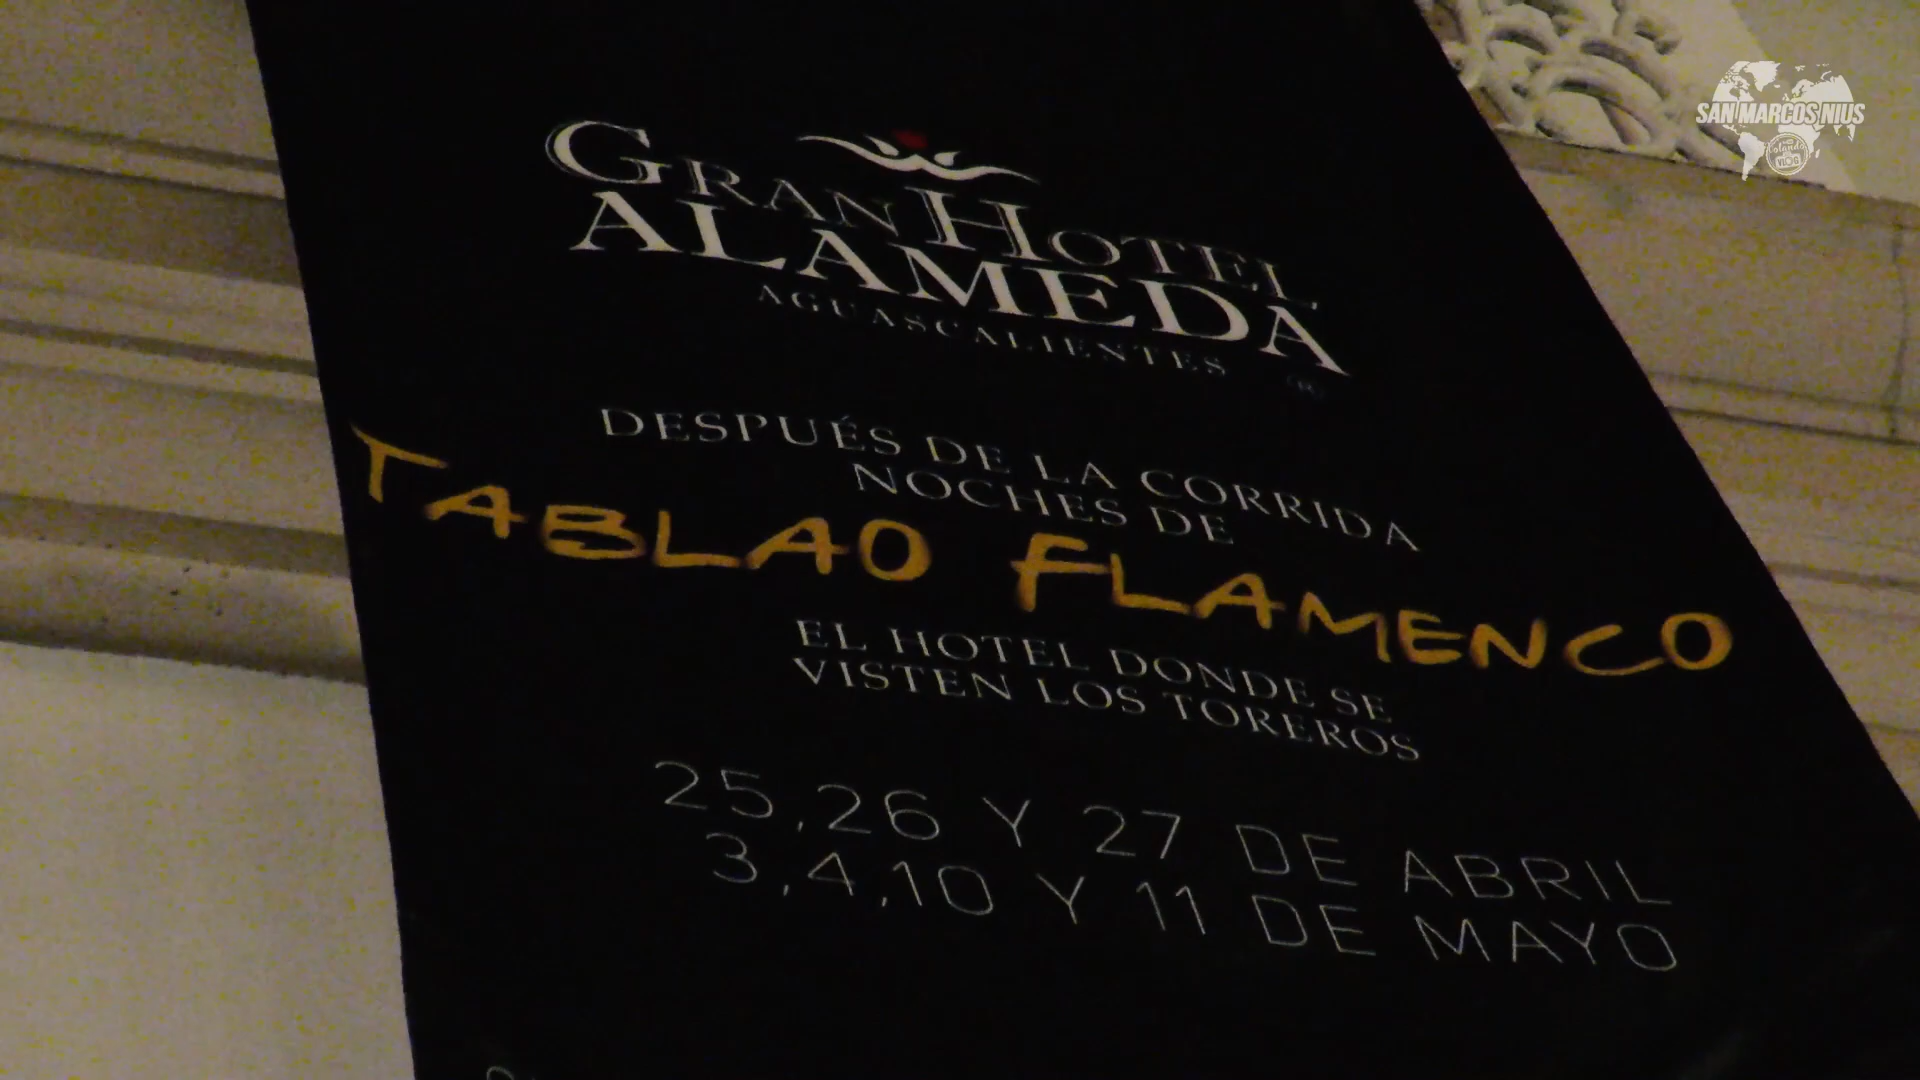 GRAN HOTEL
ALAMEDA
AGUASCALIENTES
®
DESPUÉS DE LA CORRIDA
NOCHES DE
TABLAO FLAMENCO
EL HOTEL DONDE SE
VISTEN LOS TOREROS
25,26 Y 27 DE ABRIL
3,4,10 Y 11 DE MAYO
SAN MARCOS NIUS
VLOG